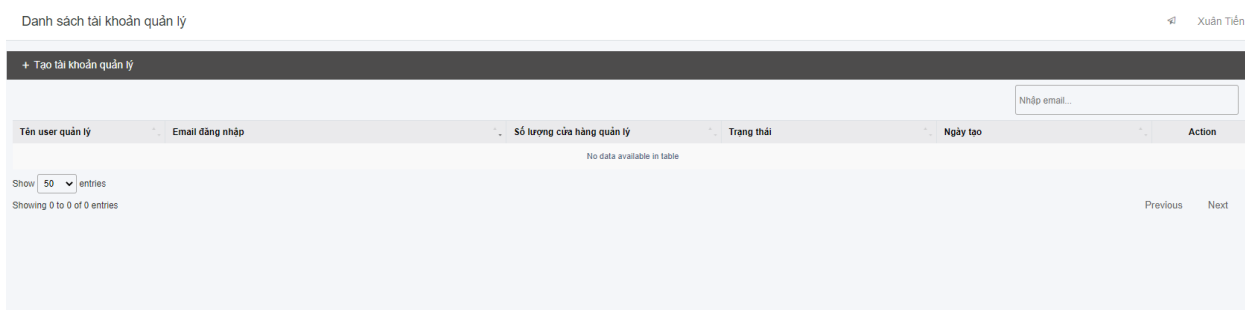 Danh sách tài khoản quản lý
Xuân Tiến
+ Tạo tài khoản quản lý
Nhập email...
Tên user quản lý Email đăng nhập Số lượng cửa hàng quản lý Trạng thái Ngày tạo Action
No data available in table
Show 50 entries
Showing 0 to 0 of 0 entries
Previous Next